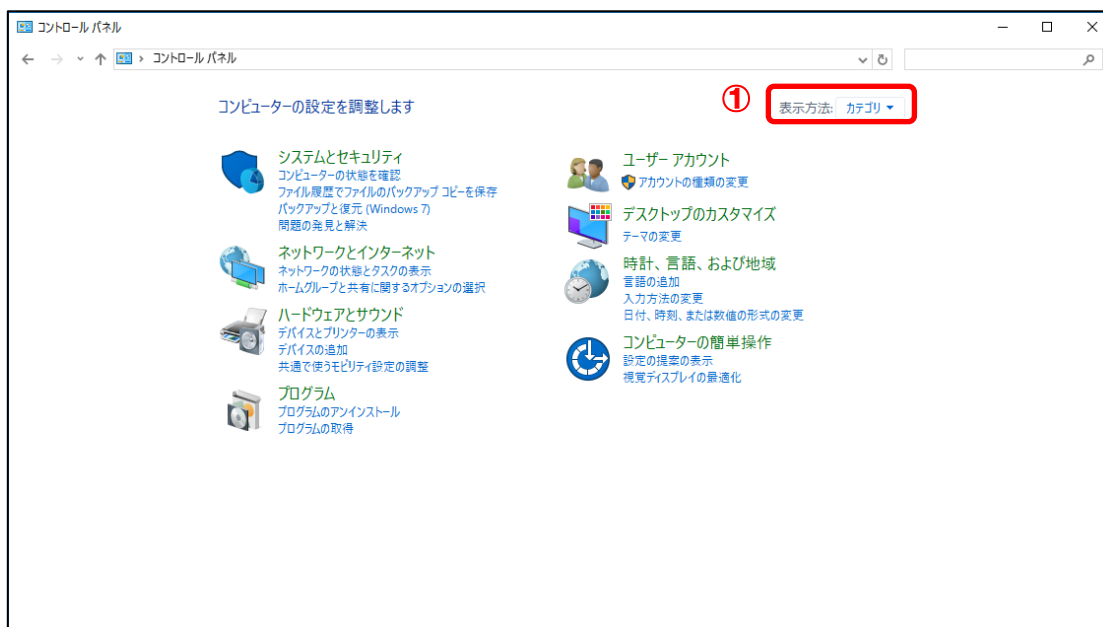 コントロール パネル
コントロール パネル
コンピューターの設定を調整します
①
表示方法: カテゴリ
システムとセキュリティ
コンピューターの状態を確認
ファイル履歴でファイルのバックアップ コピーを保存
バックアップと復元 (Windows 7)
問題の発見と解決
ネットワークとインターネット
ネットワークの状態とタスクの表示
ホームグループと共有に関するオプションの選択
ハードウェアとサウンド
デバイスとプリンターの表示
デバイスの追加
共通で使うモビリティ設定の調整
プログラム
プログラムのアンインストール
プログラムの取得
ユーザー アカウント
アカウントの種類の変更
デスクトップのカスタマイズ
テーマの変更
時計、言語、および地域
言語の追加
入力方法の変更
日付、時刻、または数値の形式の変更
コンピューターの簡単操作
設定の提案の表示
視覚ディスプレイの最適化